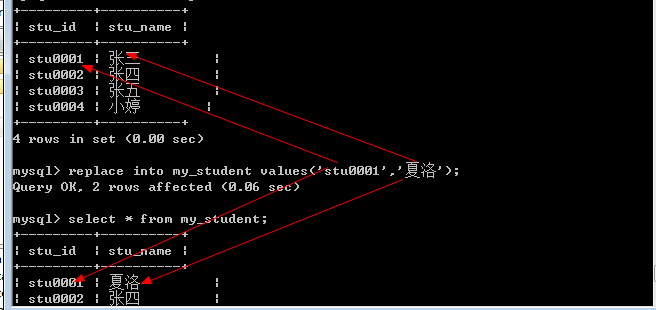 +---------+----------+
| stu_id | stu_name |
+---------+----------+
| stu0001 | 张三 |
| stu0002 | 张四 |
| stu0003 | 张五 |
| stu0004 | 小婷 |
+---------+----------+
4 rows in set (0.00 sec)
mysql> replace into my_student values('stu0001','夏洛');
Query OK, 2 rows affected (0.06 sec)
mysql> select * from my_student;
+---------+----------+
| stu_id | stu_name |
+---------+----------+
| stu0001 | 夏洛 |
| stu0002 | 张四 |